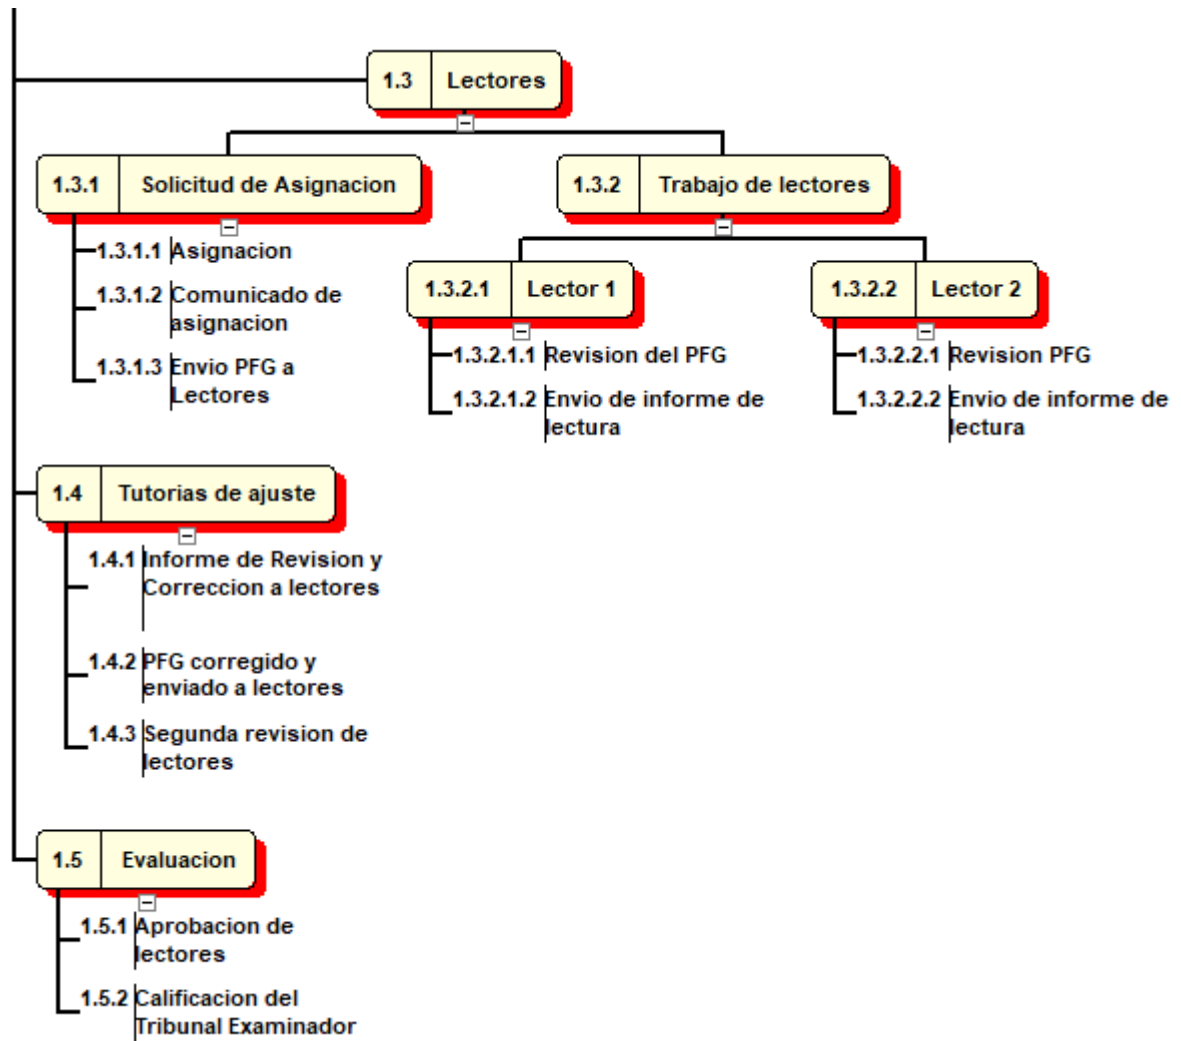 1.3 Lectores
1.3.1 Solicitud de Asignacion
1.3.1.1 Asignacion
1.3.1.2 Comunicado de
asignacion
1.3.1.3 Envio PFG a
Lectores
1.3.2 Trabajo de lectores
1.3.2.1 Lector 1
1.3.2.1.1 Revision del PFG
1.3.2.1.2 Envio de informe de
lectura
1.3.2.2 Lector 2
1.3.2.2.1 Revision PFG
1.3.2.2.2 Envio de informe de
lectura
1.4 Tutorias de ajuste
1.4.1 Informe de Revision y
Correccion a lectores
1.4.2 PFG corregido y
enviado a lectores
1.4.3 Segunda revision de
lectores
1.5 Evaluacion
1.5.1 Aprobacion de
lectores
1.5.2 Calificacion del
Tribunal Examinador